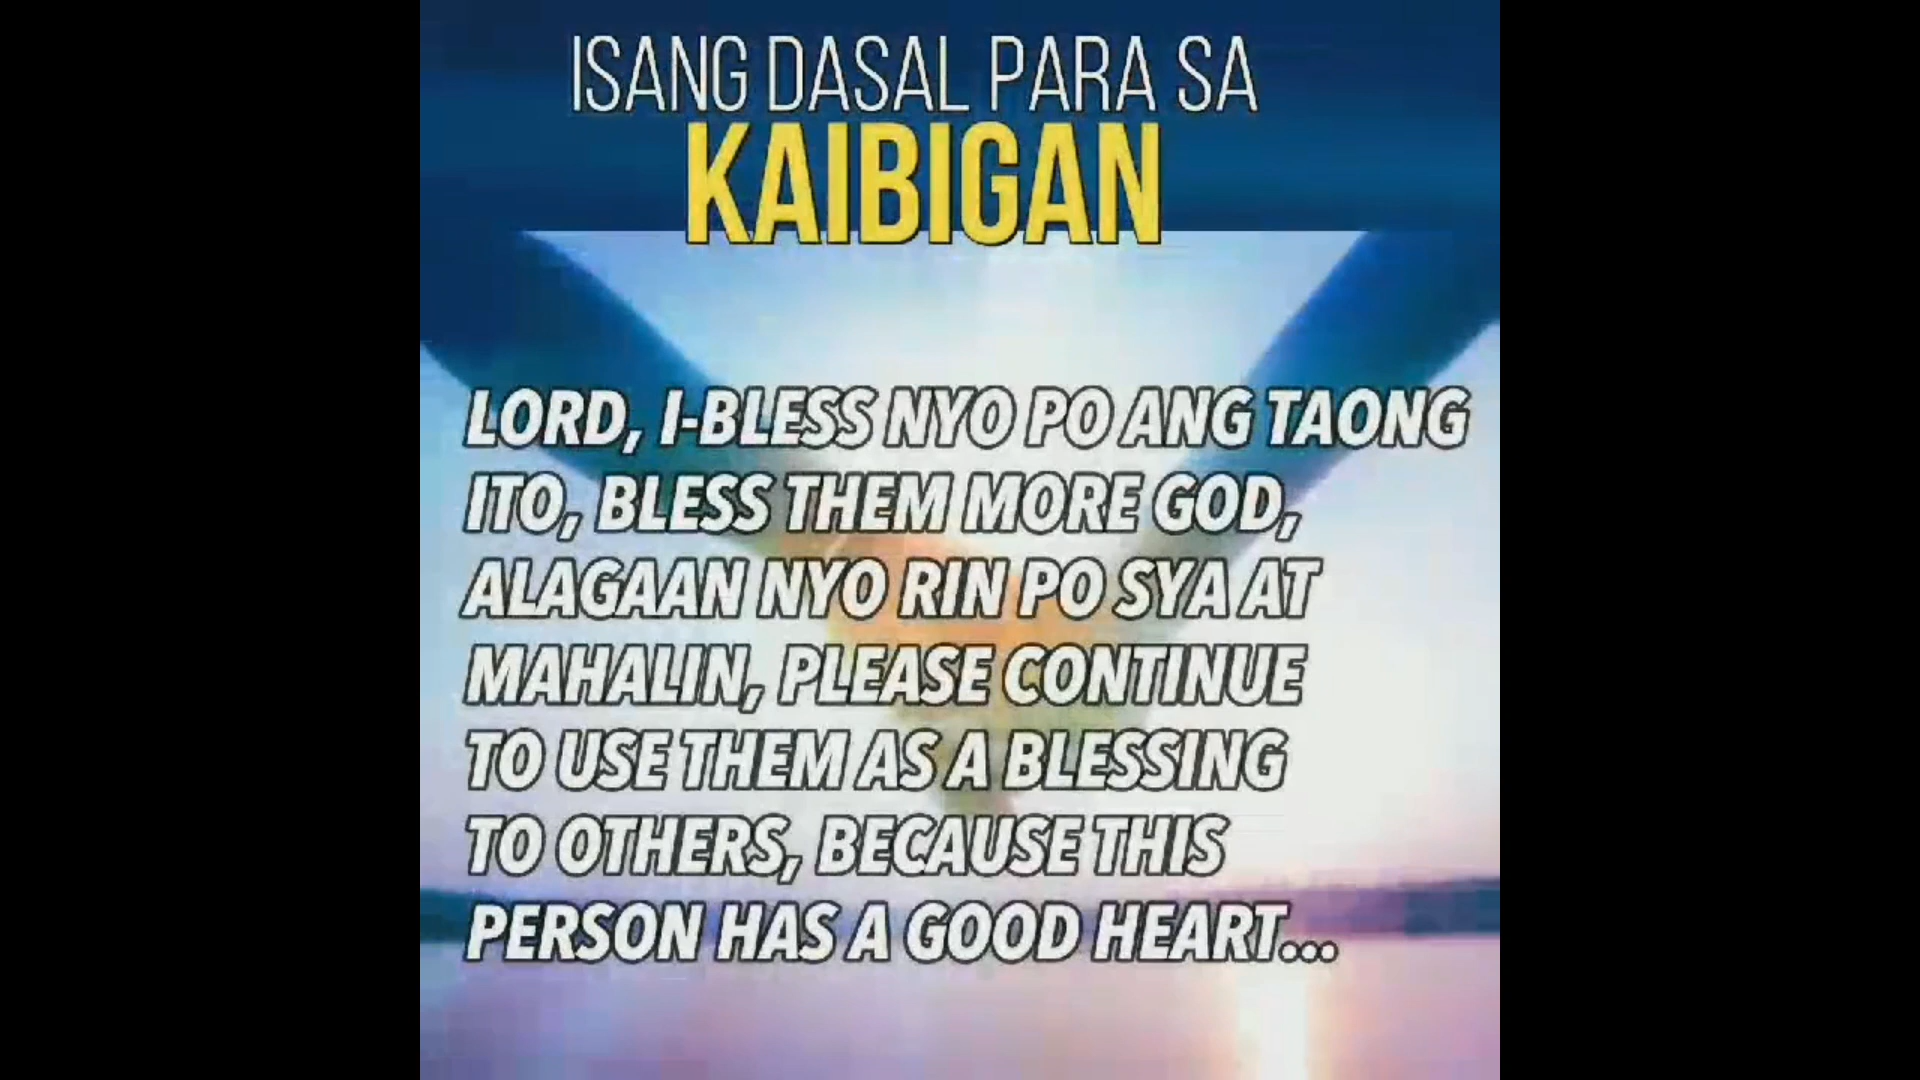 ISANG DASAL PARA SA
KAIBIGAN
LORD, I-BLESS NYO PO ANG TAONG
ITO, BLESS THEM MORE GOD,
ALAGAAN NYO RIN PO SYA AT
MAHALIN, PLEASE CONTINUE
TO USE THEM AS A BLESSING
TO OTHERS, BECAUSE THIS
PERSON HAS A GOOD HEART...